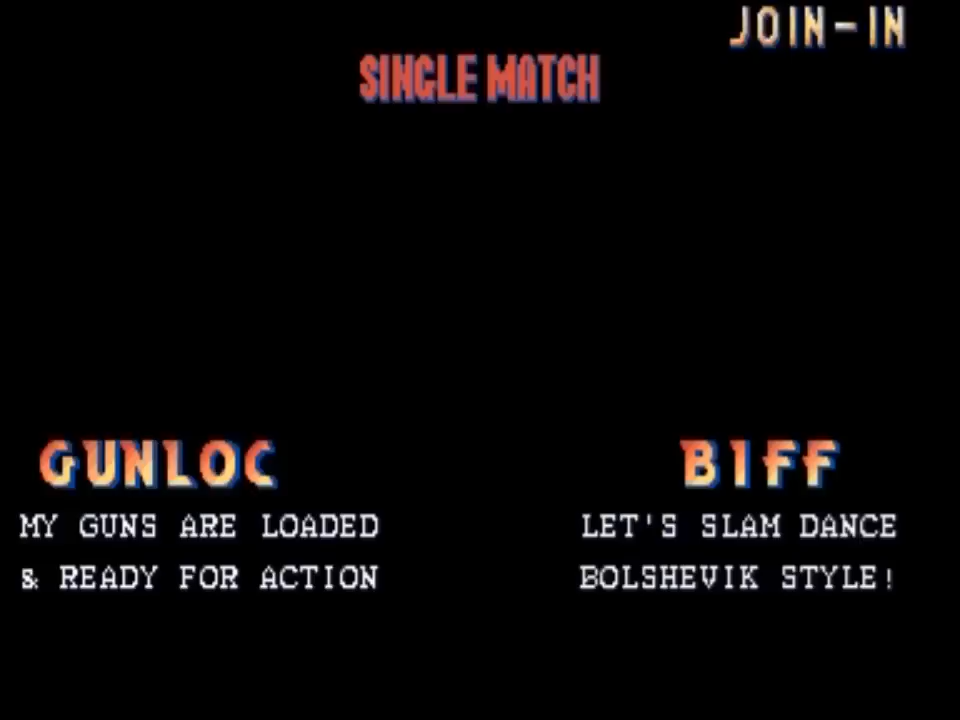 JOIN-IN
SINGLE MATCH
GUNLOC
MY GUNS ARE LOADED
& READY FOR ACTION
BIFF
LET'S SLAM DANCE
BOLSHEVIK STYLE!